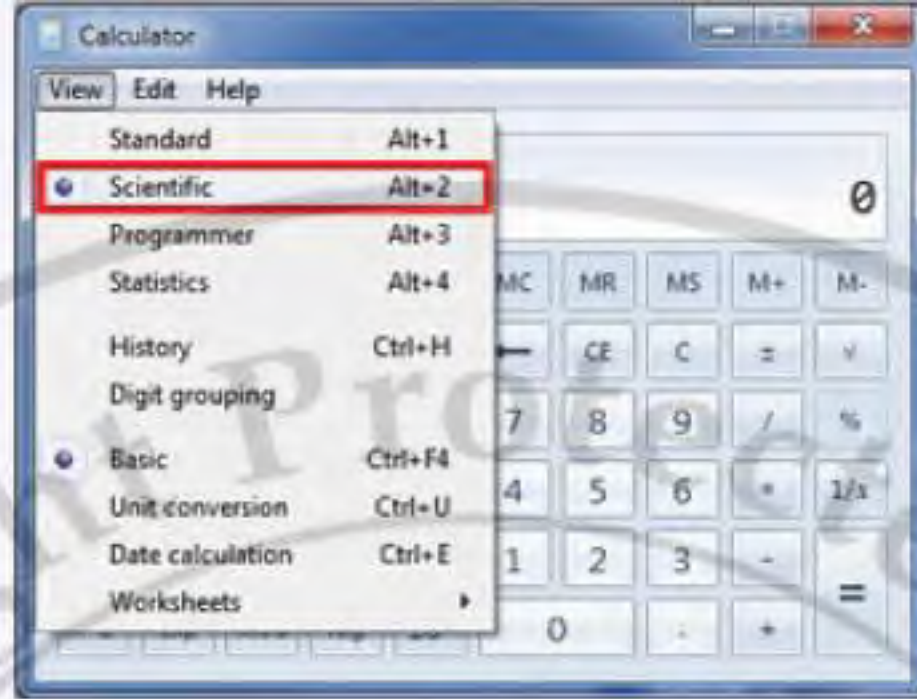 Calculator
View Edit Help
Standard Alt+1
Scientific Alt+2
Programmer Alt+3
Statistics Alt+4
History Ctrl+H
Digit grouping
Basic Ctrl+F4
Unit conversion Ctrl+U
Date calculation Ctrl+E
Worksheets
0
MC MR MS M+ M-
CE C ± √
7 8 9 / %
4 5 6 * 1/x
1 2 3 - =
0 . +